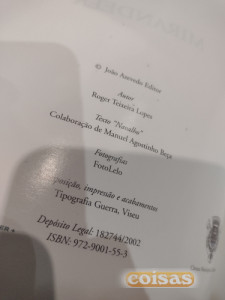 © João Azevedo Editor
Autor
Roger Teixeira Lopes
Texto "Navalha"
Colaboração de Manuel Agostinho Beça
Fotografias
FotoLelo
impressão e acabamentos
Tipografia Guerra. Viseu
Depósito Legal: 182744/2002
ISBN: 972-9001-55-3
coisas